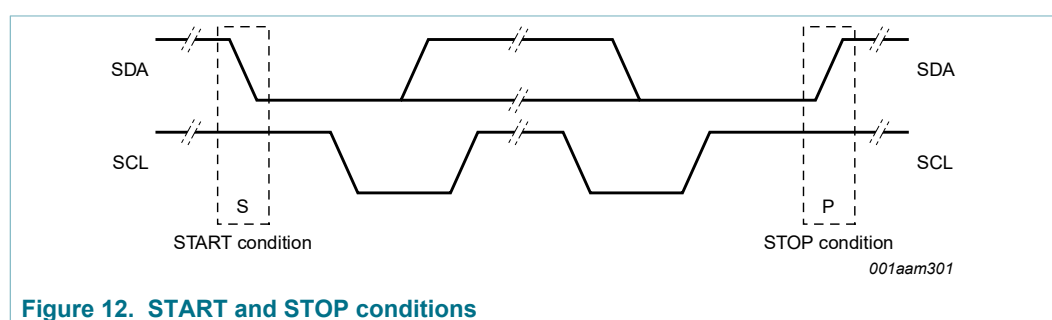 SDA SDA
SCL SCL
S P
START condition STOP condition
001aam301
Figure 12. START and STOP conditions